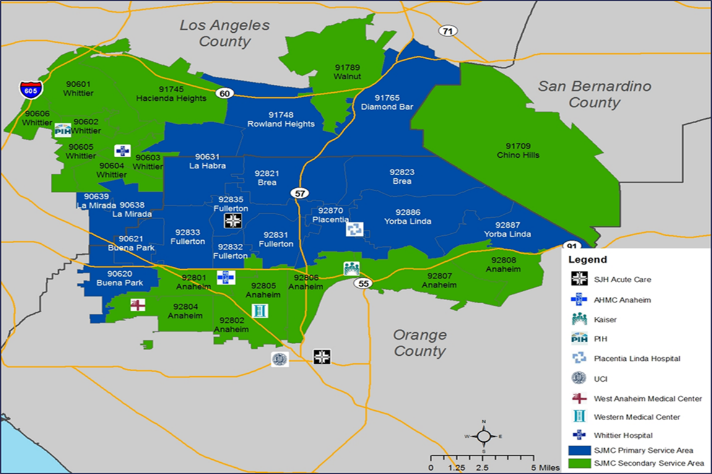 Los Angeles
County
71
91789
Walnut
90601
Whittier
91745
Hacienda Heights
605
60
91765
Diamond Bar
San Bernardino
County
90606
Whittier
90602
Whittier
PIH
91748
Rowland Heights
90605
Whittier
90604
Whittier
90603
Whittier
91709
Chino Hills
90631
La Habra
92821
Brea
92823
Brea
57
90639
La Mirada
90638
La Mirada
92835
Fullerton
92870
Placentia
92886
Yorba Linda
92887
Yorba Linda
90621
Buena Park
92833
Fullerton
92832
Fullerton
92831
Fullerton
91
92808
Anaheim
90620
Buena Park
92801
Anaheim
92805
Anaheim
92806
Anaheim
92807
Anaheim
55
92804
Anaheim
92802
Anaheim
Orange
County
Legend
SJH Acute Care
AHMC Anaheim
Kaiser
PIH
PIH
Placentia Linda Hospital
UCI
West Anaheim Medical Center
Western Medical Center
Whittier Hospital
SJMC Primary Service Area
SJMC Secondary Service Area
N
W E
S
0 1.25 2.5 5 Miles